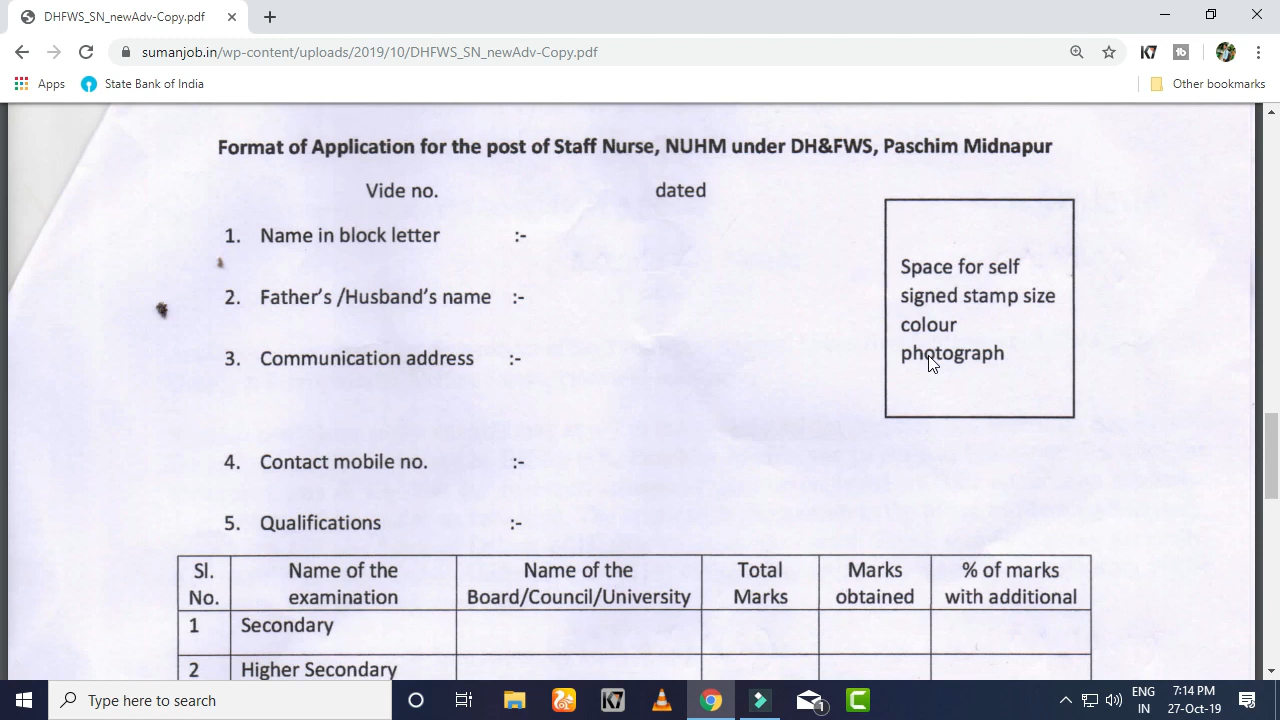 DHFWS_SN_newAdv-Copy.pdf
sumanjob.in/wp-content/uploads/2019/10/DHFWS_SN_newAdv-Copy.pdf
K7
tb
Apps
State Bank of India
Other bookmarks
Format of Application for the post of Staff Nurse, NUHM under DH&FWS, Paschim Midnapur
Vide no. dated
1. Name in block letter :-
2. Father's /Husband's name :-
3. Communication address :-
Space for self
signed stamp size
colour
photograph
4. Contact mobile no. :-
5. Qualifications :-
Sl. No. Name of the examination Name of the Board/Council/University Total Marks Marks obtained % of marks with additional
1 Secondary
2 Higher Secondary
Type here to search
K7
1
C
ENG
IN
7:14 PM
27-Oct-19